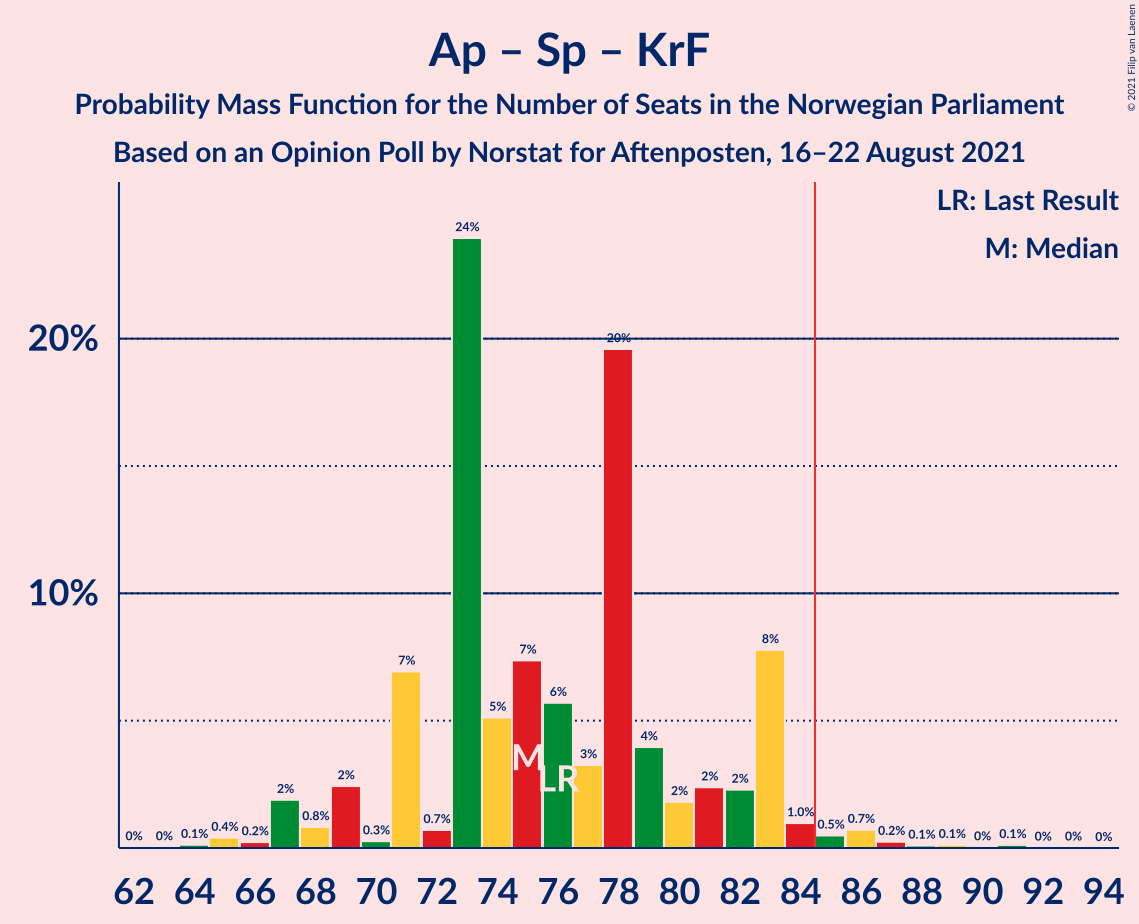 © 2021 Filip van Laenen
Ap – Sp – KrF
Probability Mass Function for the Number of Seats in the Norwegian Parliament
Based on an Opinion Poll by Norstat for Aftenposten, 16–22 August 2021
LR: Last Result
M: Median
20%
10%
0% 0% 0.1% 0.4% 0.2% 2% 0.8% 2% 0.3% 7% 0.7% 24% 5% 7% 6% 3% 20% 4% 2% 2% 2% 8% 1.0% 0.5% 0.7% 0.2% 0.1% 0.1% 0% 0.1% 0% 0% 0%
M
LR
62 64 66 68 70 72 74 76 78 80 82 84 86 88 90 92 94